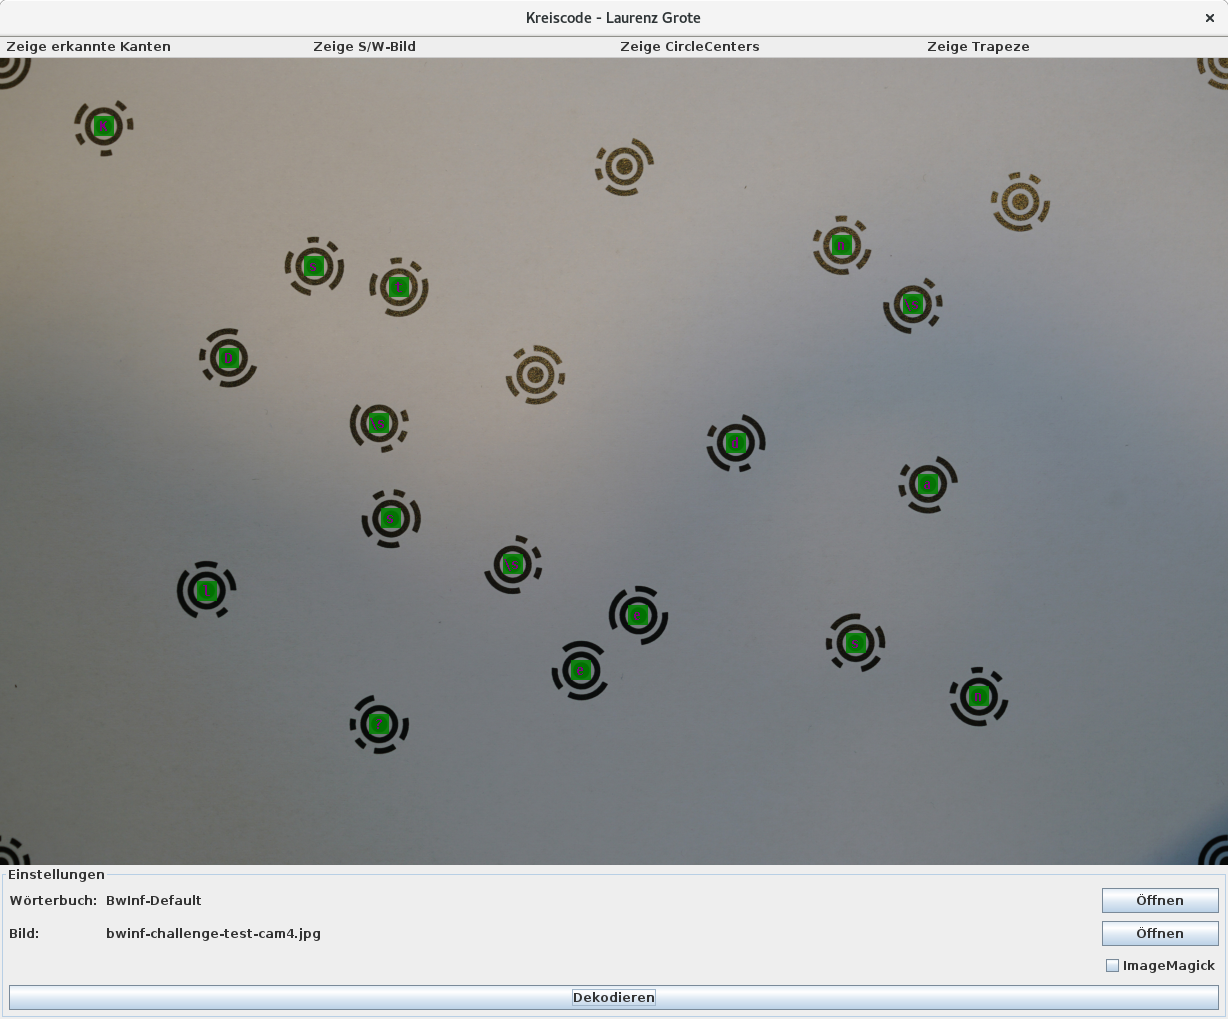 Kreiscode - Laurenz Grote
Zeige erkannte Kanten Zeige S/W-Bild Zeige CircleCenters Zeige Trapeze
n
s
t
\s
\s
d
a
s
\s
e
Einstellungen
Wörterbuch: BwInf-Default Öffnen
Bild: bwinf-challenge-test-cam4.jpg Öffnen
ImageMagick
Dekodieren